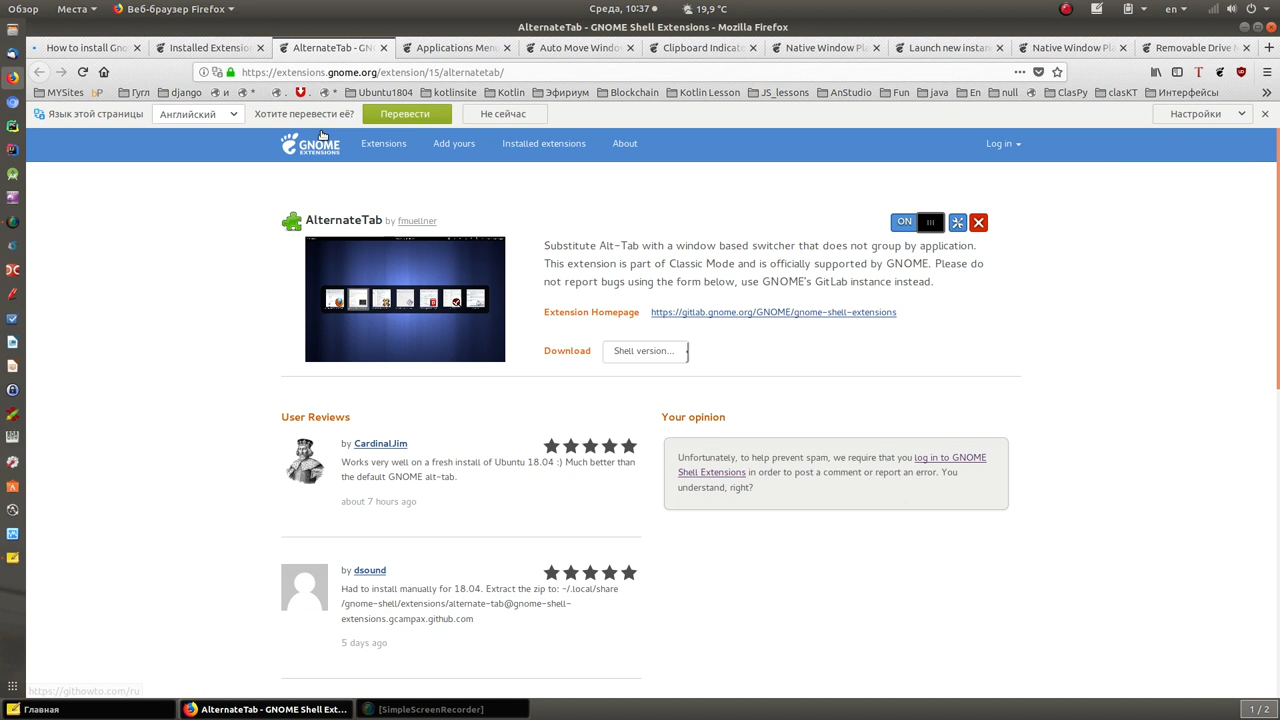 Обзор Места Веб-браузер Firefox Среда, 10:37 19,9 °C en
AlternateTab - GNOME Shell Extensions - Mozilla Firefox
How to install Gn Installed Extension AlternateTab - GN Applications Men Auto Move Windo Clipboard Indicat Native Window Pl Launch new instan Native Window Pl Removable Drive M
https://extensions.gnome.org/extension/15/alternatetab/
MYSites Гугл django и * . * Ubuntu1804 kotlinsite Kotlin Эфириум Blockchain Kotlin Lesson JS_lessons AnStudio Fun java En null . ClasPy clasKT Интерфейсы
Язык этой страницы Английский Хотите перевести её? Перевести Не сейчас Настройки
GNOME EXTENSIONS Extensions Add yours Installed extensions About Log in
AlternateTab by fmuellner ON
Substitute Alt-Tab with a window based switcher that does not group by application.
This extension is part of Classic Mode and is officially supported by GNOME. Please do
not report bugs using the form below, use GNOME's GitLab instance instead.
Extension Homepage https://gitlab.gnome.org/GNOME/gnome-shell-extensions
Download Shell version...
User Reviews
by CardinalJim
Works very well on a fresh install of Ubuntu 18.04 :) Much better than
the default GNOME alt-tab.
about 7 hours ago
by dsound
Had to install manually for 18.04. Extract the zip to: ~/.local/share
/gnome-shell/extensions/alternate-tab@gnome-shell-
extensions.gcampax.github.com
5 days ago
Your opinion
Unfortunately, to help prevent spam, we require that you log in to GNOME
Shell Extensions in order to post a comment or report an error. You
understand, right?
https://githowto.com/ru
Главная AlternateTab - GNOME Shell Ext... [SimpleScreenRecorder] 1 / 2